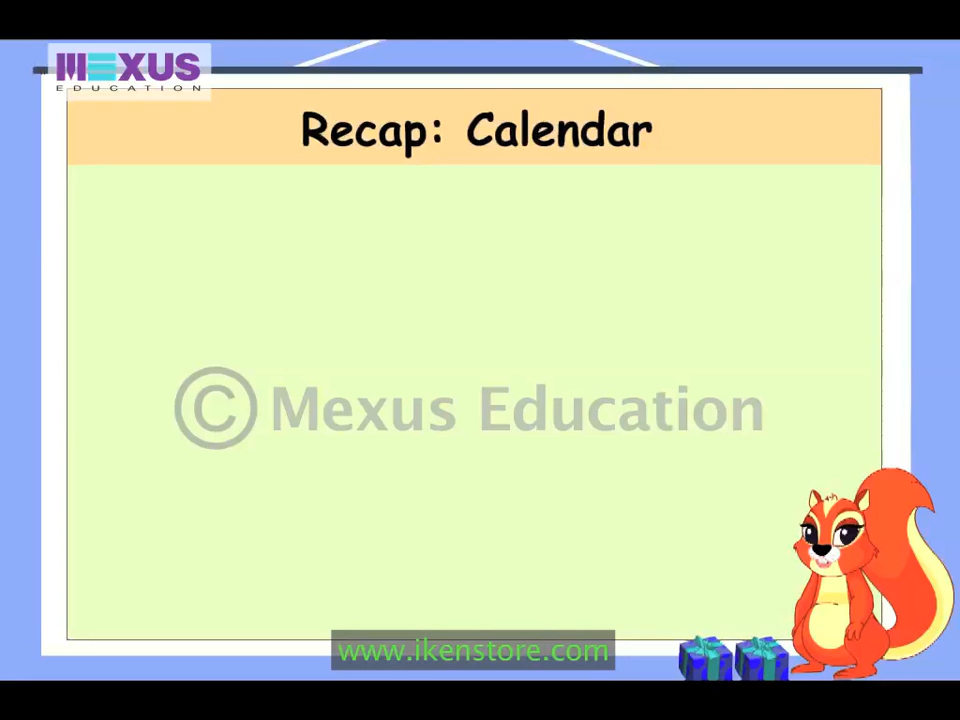 MEXUS
EDUCATION
Recap: Calendar
© Mexus Education
www.ikenstore.com